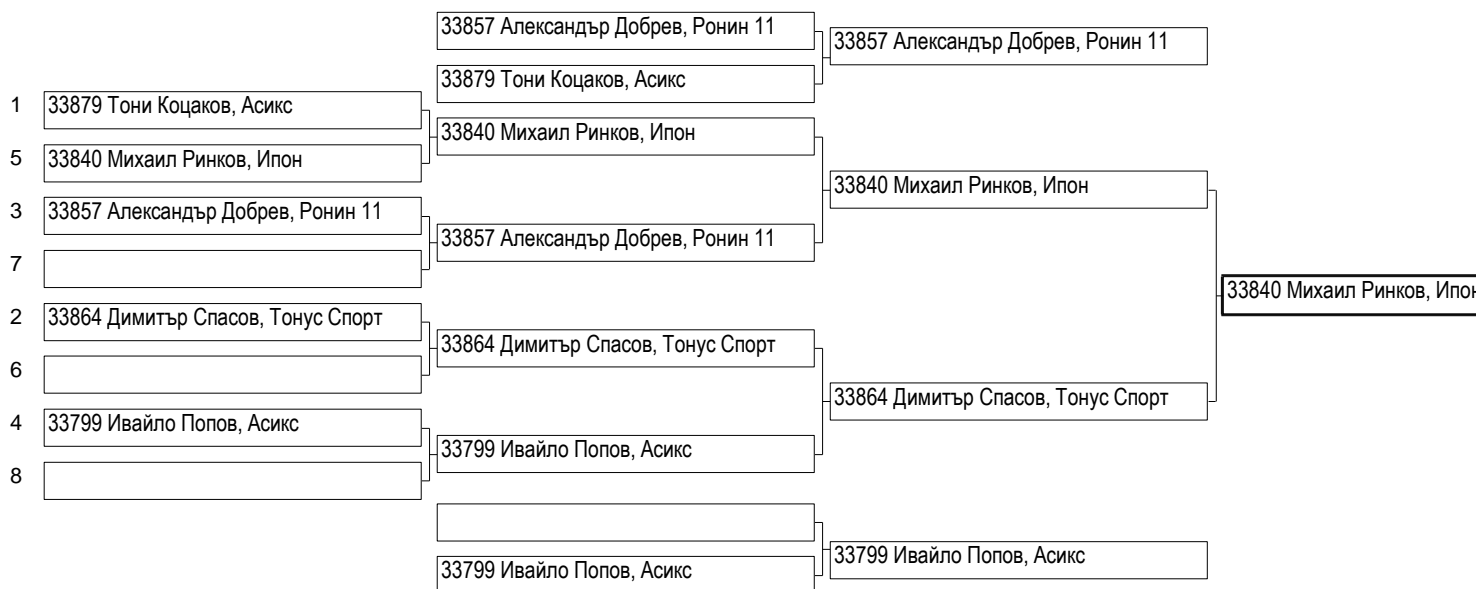 33857 Александър Добрев, Ронин 11
33857 Александър Добрев, Ронин 11
33879 Тони Коцаков, Асикс
1 33879 Тони Коцаков, Асикс
33840 Михаил Ринков, Ипон
5 33840 Михаил Ринков, Ипон
33840 Михаил Ринков, Ипон
3 33857 Александър Добрев, Ронин 11
33857 Александър Добрев, Ронин 11
7
33840 Михаил Ринков, Ипон
2 33864 Димитър Спасов, Тонус Спорт
33864 Димитър Спасов, Тонус Спорт
6
33864 Димитър Спасов, Тонус Спорт
4 33799 Ивайло Попов, Асикс
33799 Ивайло Попов, Асикс
8
33799 Ивайло Попов, Асикс
33799 Ивайло Попов, Асикс